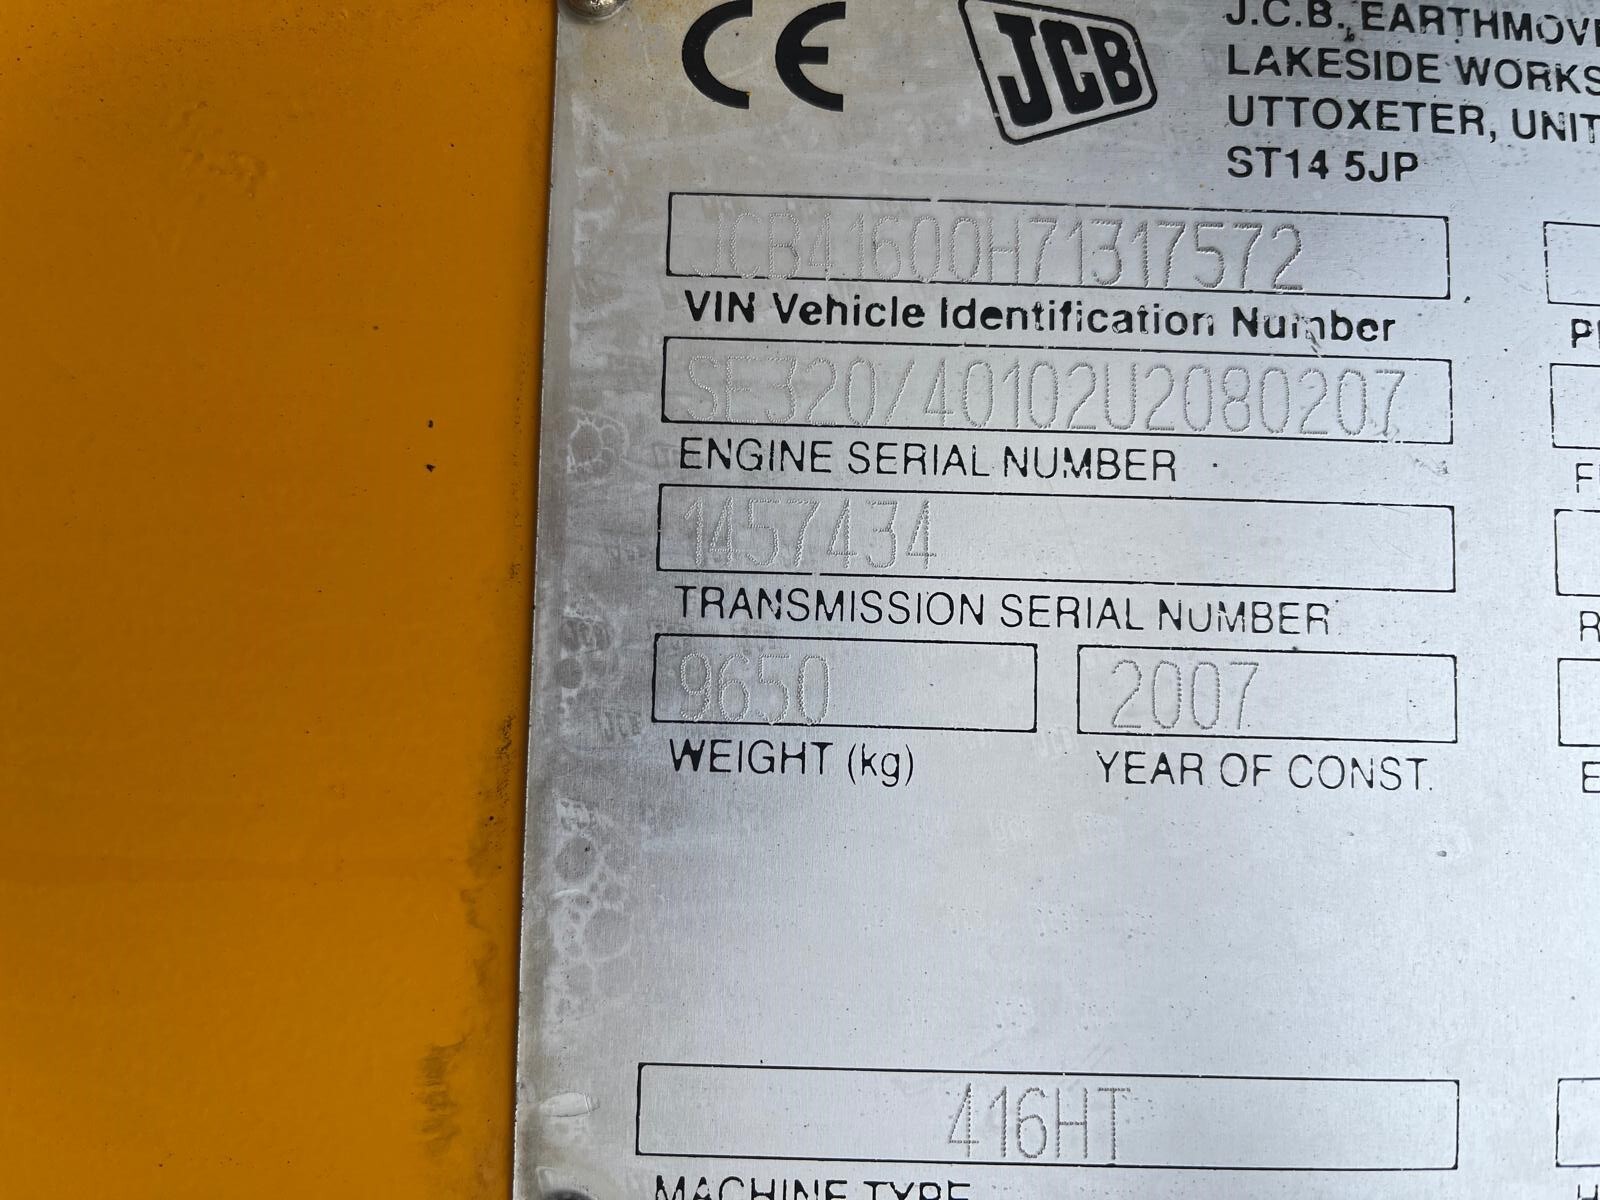 CE JCB J.C.B. EARTHMOV
LAKESIDE WORKS
UTTOXETER, UNIT
ST14 5JP
JCB41600H71317572
VIN Vehicle Identification Number
SE320/40102U2080207
ENGINE SERIAL NUMBER
1457434
TRANSMISSION SERIAL NUMBER
9650 2007
WEIGHT (kg) YEAR OF CONST.
416HT
MACHINE TYPE